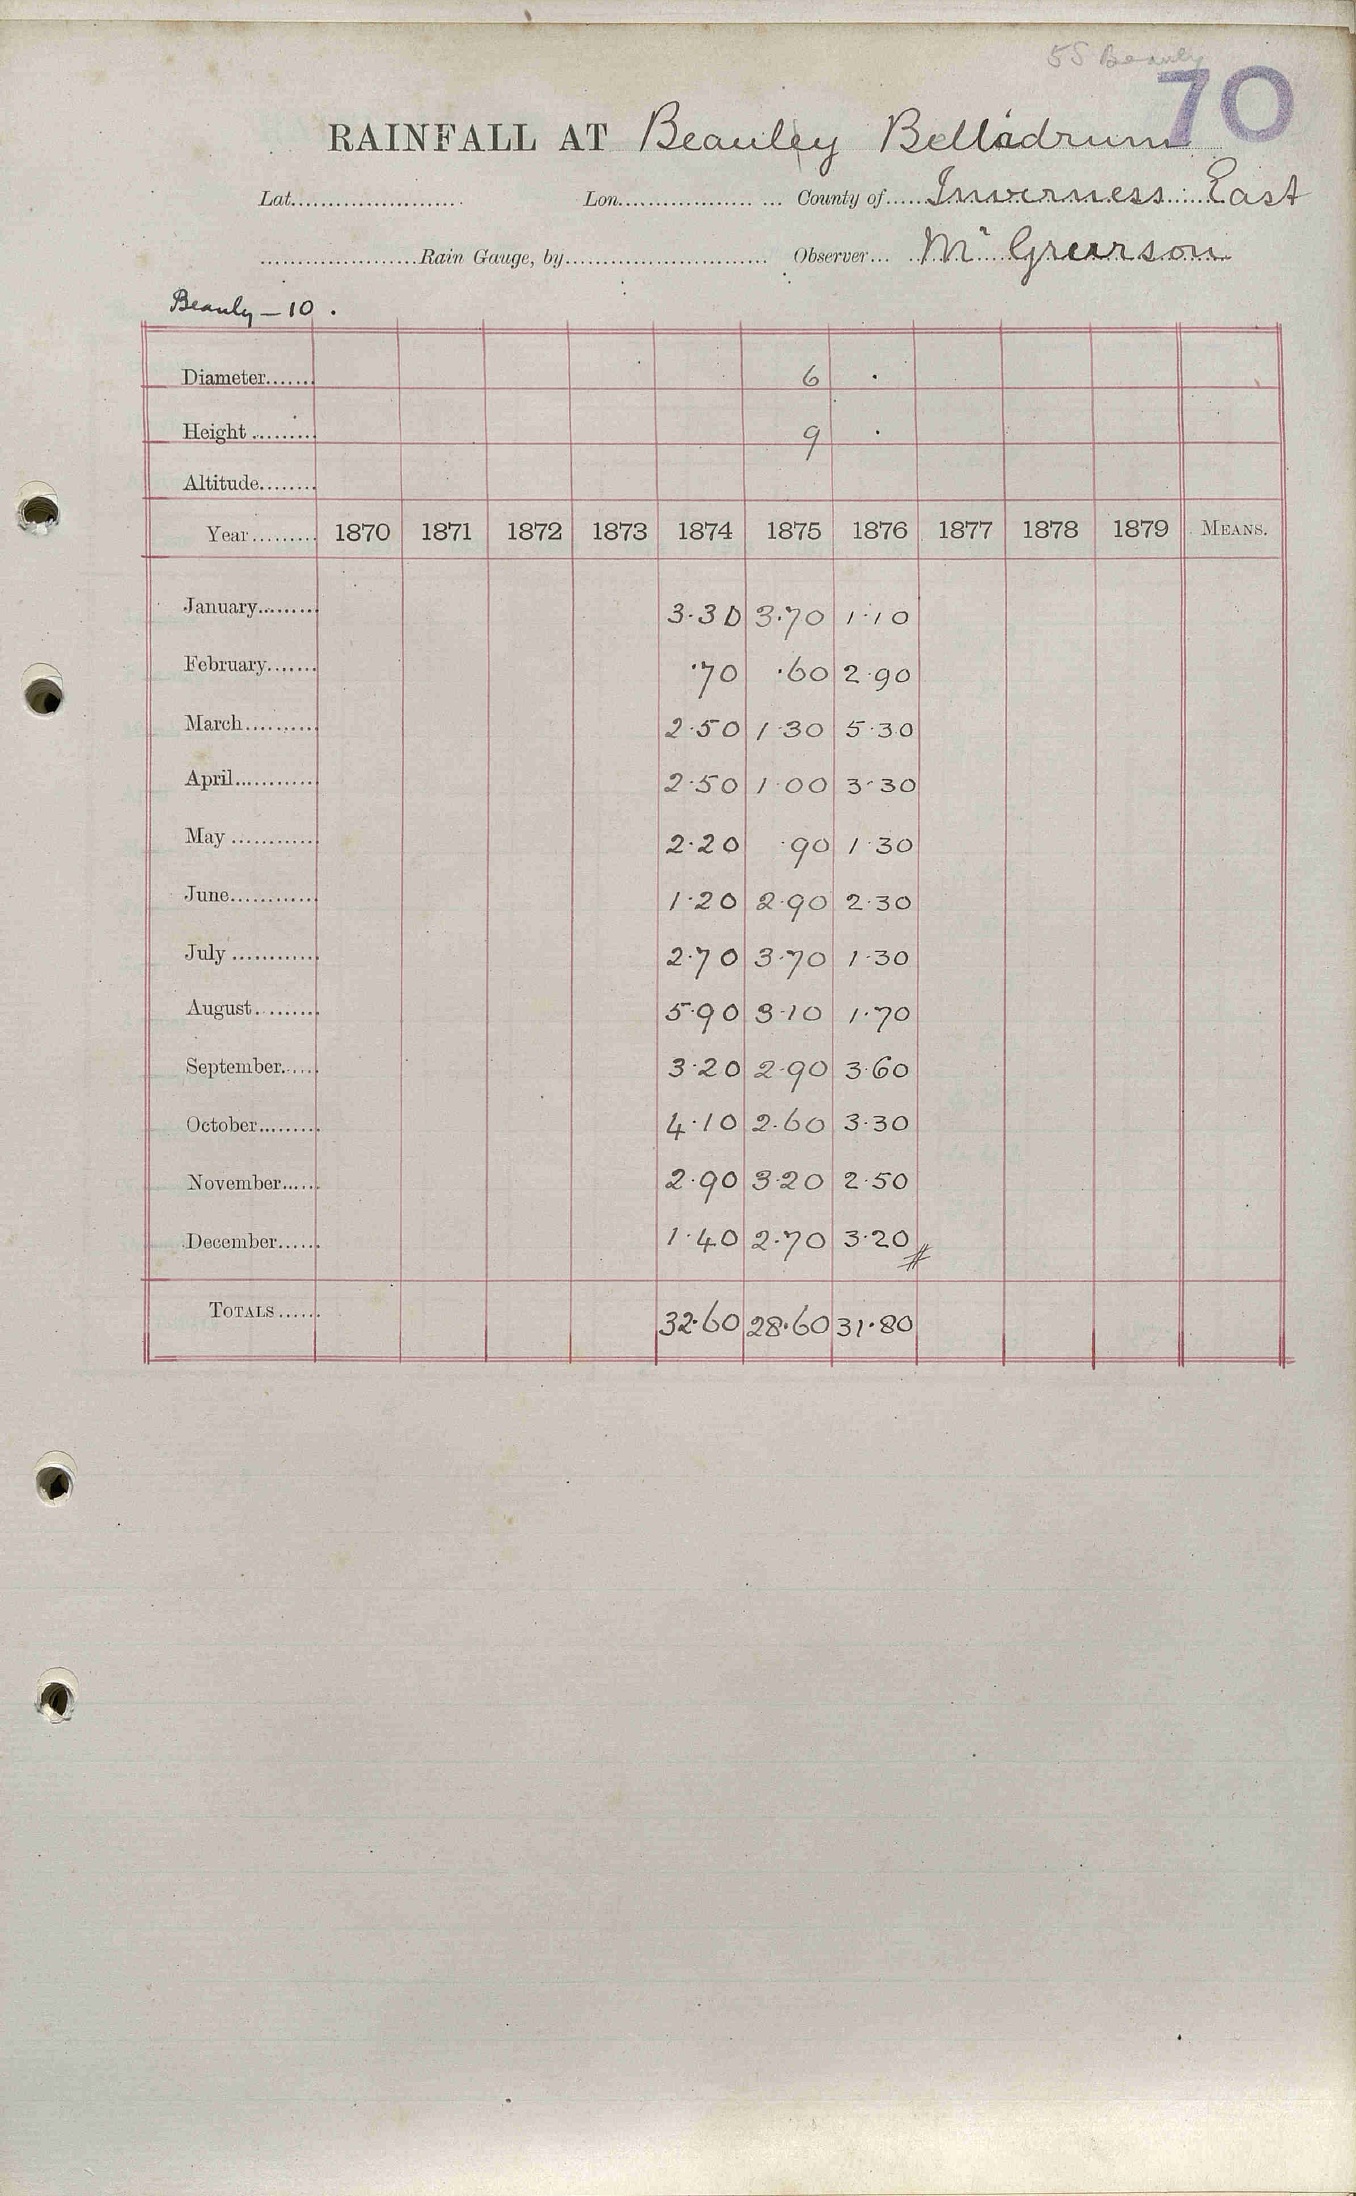 5S Beauly
70
RAINFALL AT Beauley Belladrum
Lat. Lon. County of Inverness East
Rain Gauge, by Observer Mr Grierson
Beauly — 10 .
Diameter 6 .
Height 9 .
Altitude
Year 1870 1871 1872 1873 1874 1875 1876 1877 1878 1879 MEANS.
January 3.30 3.70 1.10
February .70 .60 2.90
March 2.50 1.30 5.30
April 2.50 1.00 3.30
May 2.20 .90 1.30
June 1.20 2.90 2.30
July 2.70 3.70 1.30
August 5.90 3.10 1.70
September 3.20 2.90 3.60
October 4.10 2.60 3.30
November 2.90 3.20 2.50
December 1.40 2.70 3.20
TOTALS 32.60 28.60 31.80